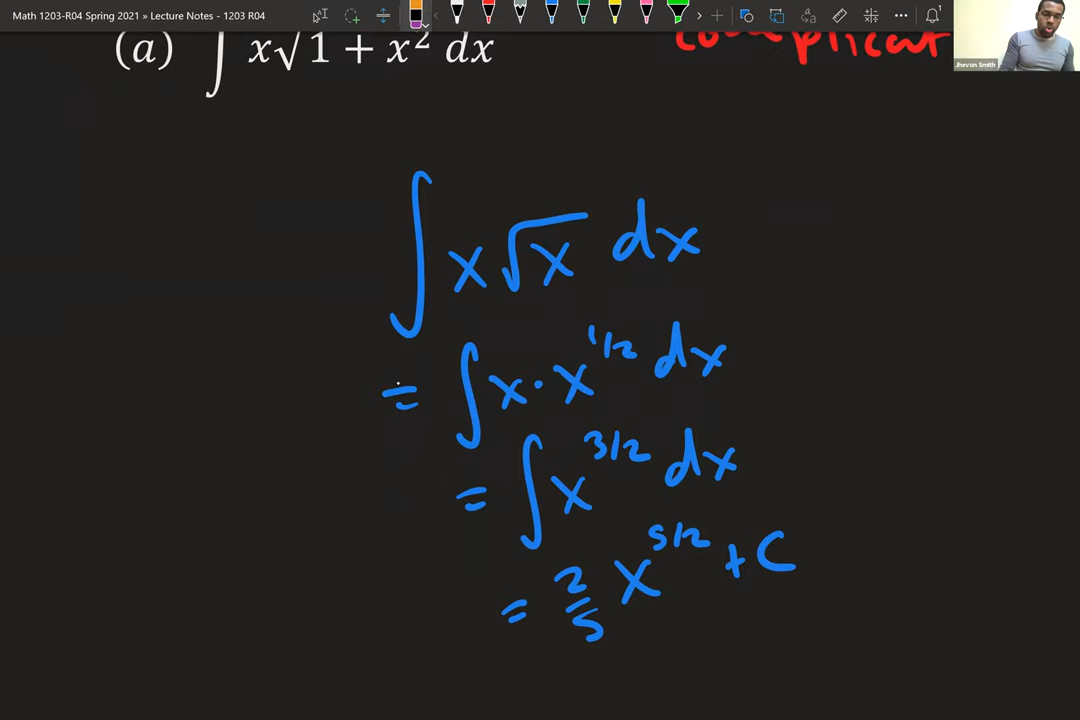 Math 1203-R04 Spring 2021 » Lecture Notes - 1203 R04
(a) ∫ x√1 + x² dx
Jhevon Smith
∫ x√x dx
= ∫ x · x^1/2 dx
= ∫ x^3/2 dx
= 2/5 x^5/2 + C